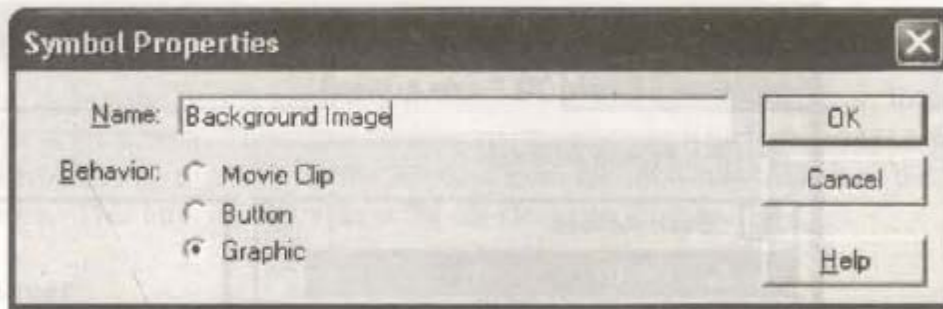 Symbol Properties
Name: Background Image
OK
Behavior: Movie Clip
Cancel
Button
Graphic
Help